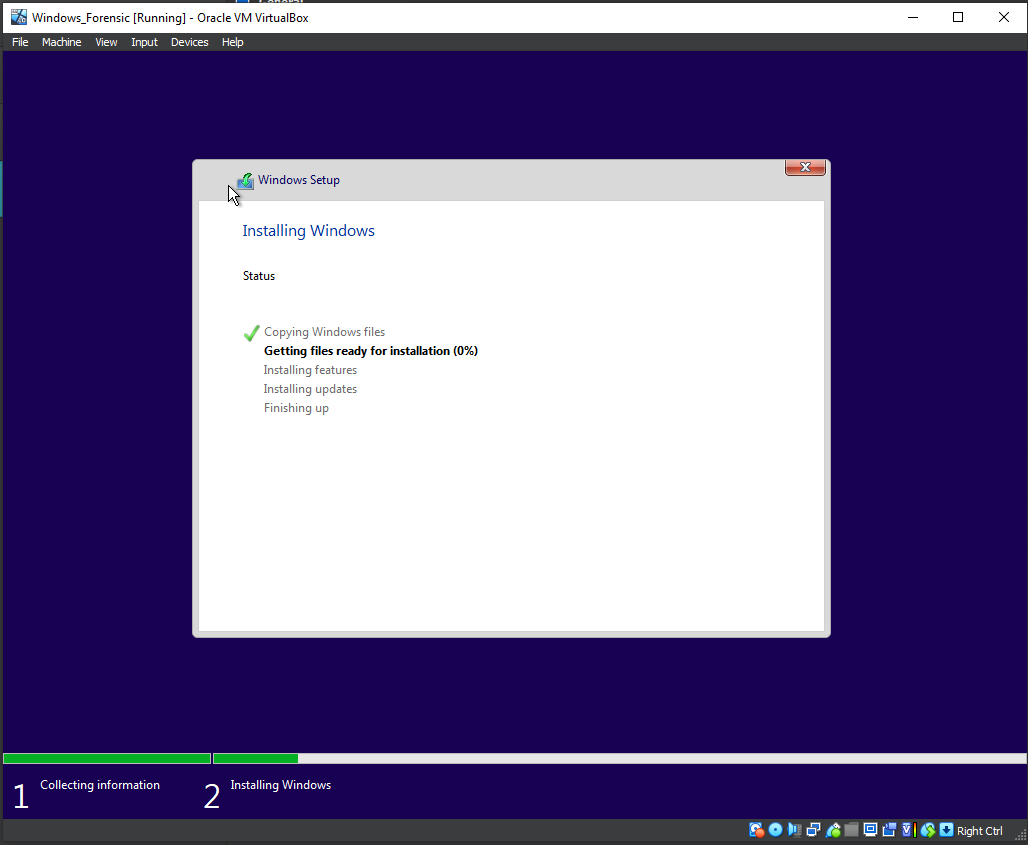 Windows_Forensic [Running] - Oracle VM VirtualBox
File Machine View Input Devices Help
Windows Setup
Installing Windows
Status
Copying Windows files
Getting files ready for installation (0%)
Installing features
Installing updates
Finishing up
1 Collecting information 2 Installing Windows
Right Ctrl